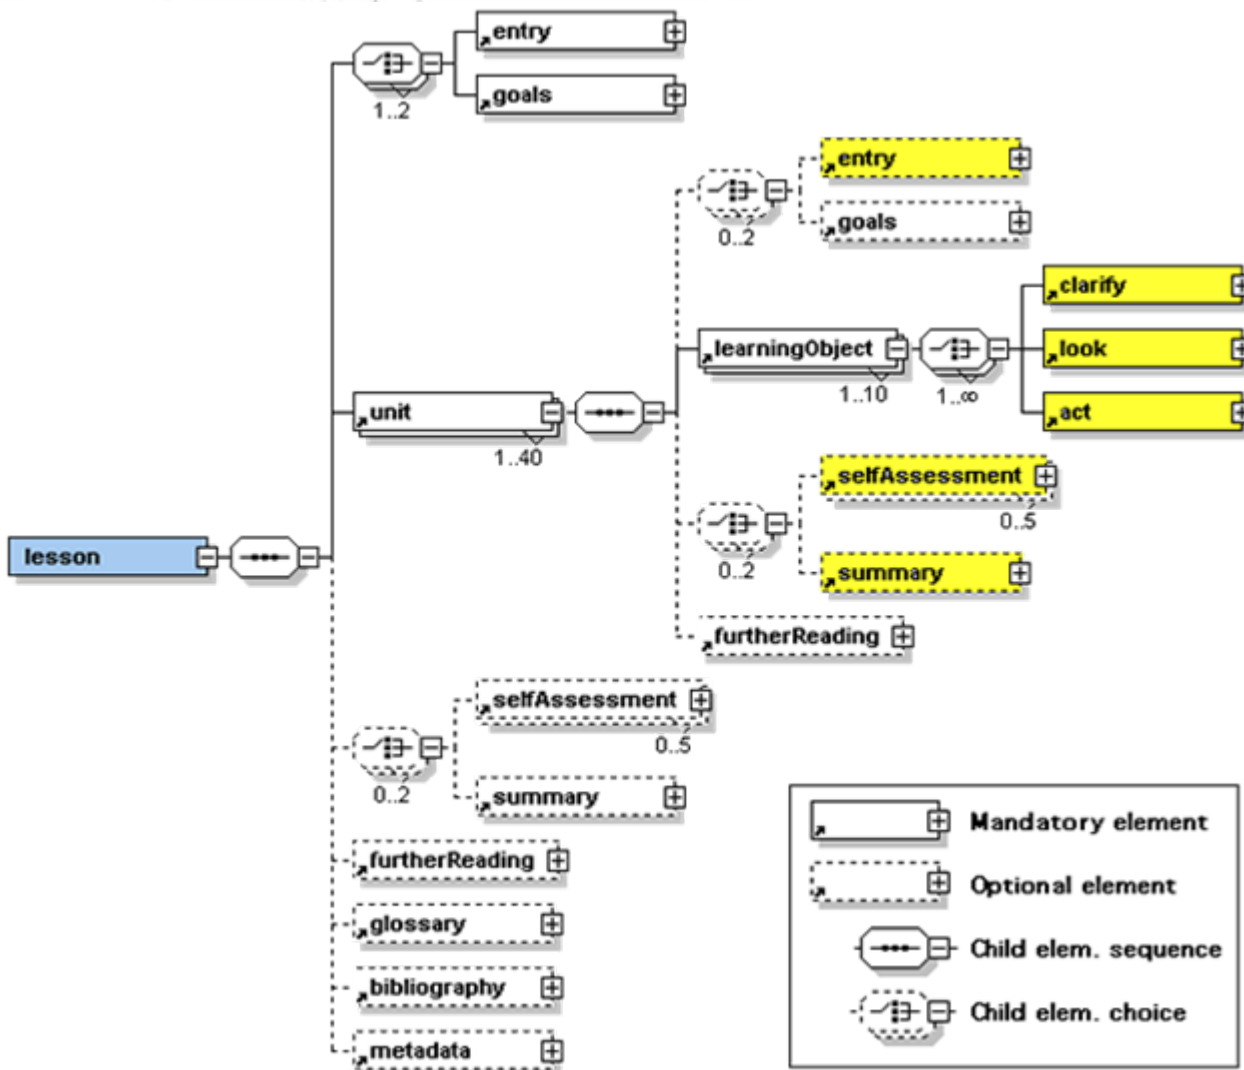 entry
goals
1..2
entry
goals
0..2
clarify
learningObject
look
1..10
1..∞
act
unit
1..40
selfAssessment
0..5
lesson
0..2
summary
furtherReading
selfAssessment
0..5
0..2
summary
furtherReading
glossary
bibliography
metadata
Mandatory element
Optional element
Child elem. sequence
Child elem. choice